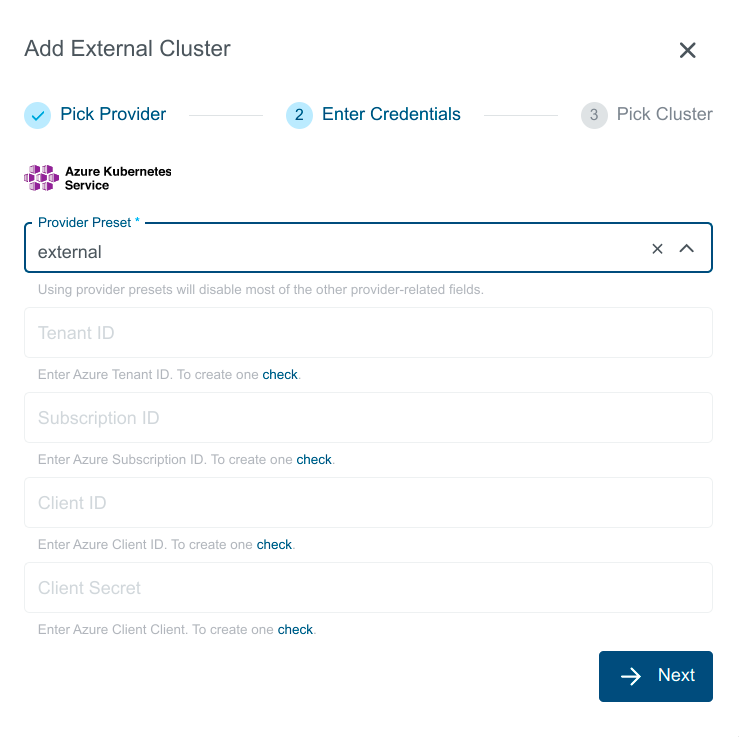 Add External Cluster
Pick Provider
2 Enter Credentials
3 Pick Cluster
Azure Kubernetes
Service
Provider Preset *
external
Using provider presets will disable most of the other provider-related fields.
Tenant ID
Enter Azure Tenant ID. To create one check.
Subscription ID
Enter Azure Subscription ID. To create one check.
Client ID
Enter Azure Client ID. To create one check.
Client Secret
Enter Azure Client Client. To create one check.
Next